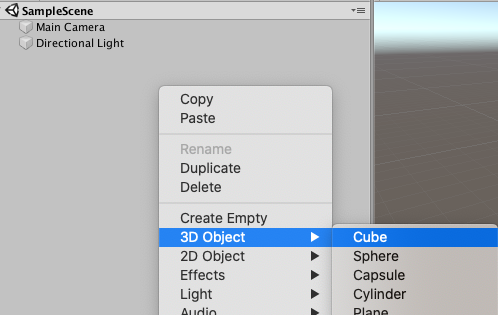 SampleScene
Main Camera
Directional Light
Copy
Paste
Rename
Duplicate
Delete
Create Empty
3D Object
Cube
2D Object
Sphere
Effects
Capsule
Light
Cylinder
Audio
Plane